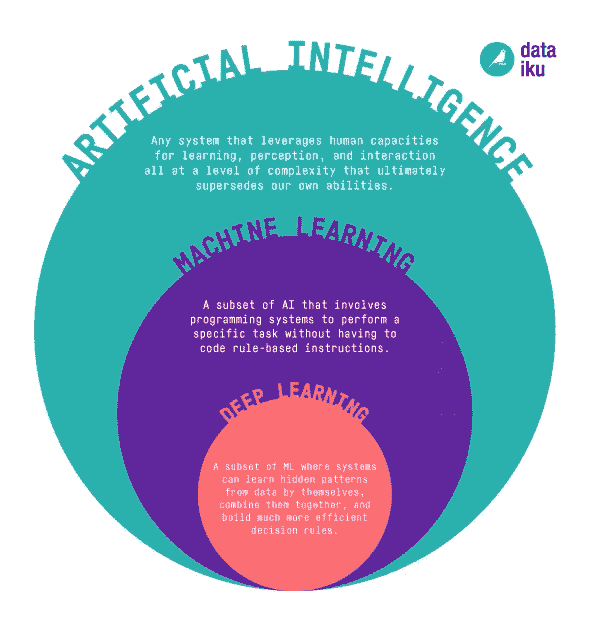 data
iku
ARTIFICIAL INTELLIGENCE
Any system that leverages human capacities
for learning, perception, and interaction
all at a level of complexity that ultimately
supersedes our own abilities.
MACHINE LEARNING
A subset of AI that involves
programming systems to perform a
specific task without having to
code rule-based instructions.
DEEP LEARNING
A subset of ML where systems
can learn hidden patterns
from data by themselves,
combine them together, and
build much more efficient
decision rules.